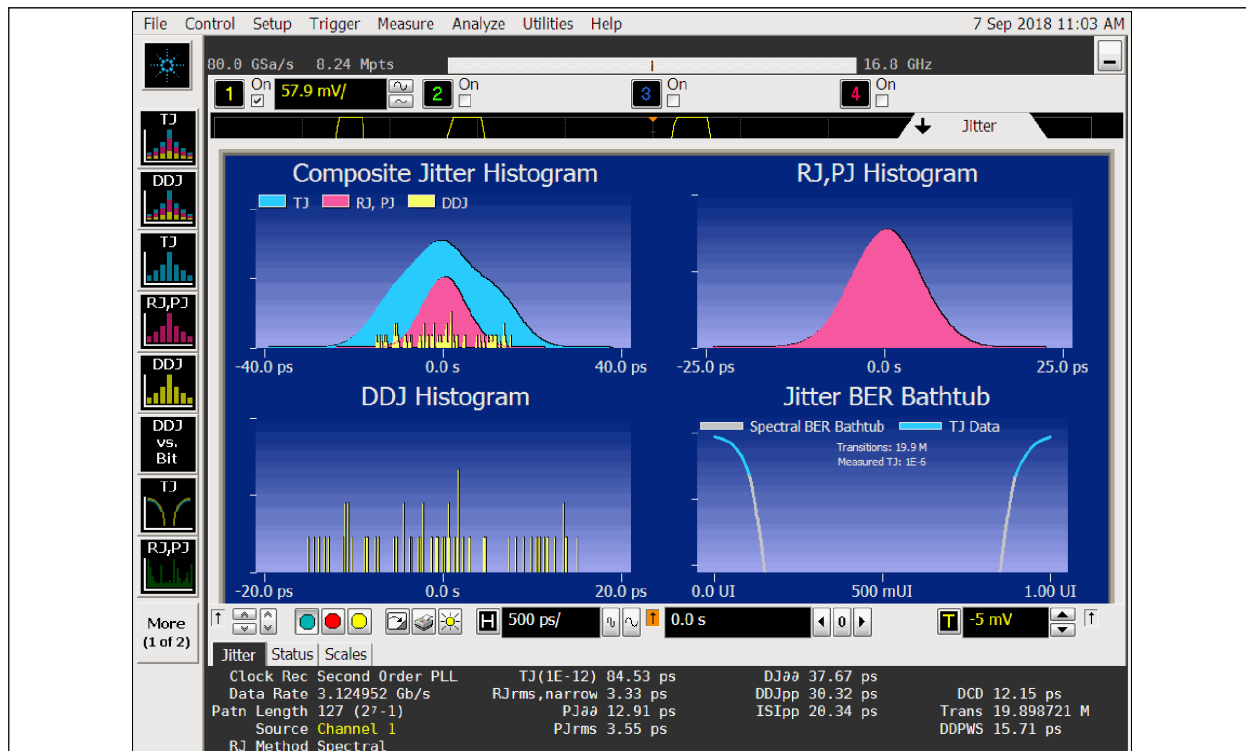 File Control Setup Trigger Measure Analyze Utilities Help 7 Sep 2018 11:03 AM
80.0 GSa/s 8.24 Mpts 16.8 GHz
1 On 57.9 mV/ 2 On 3 On 4 On
Jitter
TJ
DDJ
TJ
RJ,PJ
DDJ
DDJ
vs.
Bit
TJ
RJ,PJ
More
(1 of 2)
Composite Jitter Histogram
TJ RJ, PJ DDJ
-40.0 ps 0.0 s 40.0 ps
RJ,PJ Histogram
-25.0 ps 0.0 s 25.0 ps
DDJ Histogram
-20.0 ps 0.0 s 20.0 ps
Jitter BER Bathtub
Spectral BER Bathtub TJ Data
Transitions: 19.9 M
Measured TJ: 1E-6
0.0 UI 500 mUI 1.00 UI
H 500 ps/ T 0.0 s 0 T -5 mV
Jitter Status Scales
Clock Rec Second Order PLL TJ(1E-12) 84.53 ps DJ∂∂ 37.67 ps
Data Rate 3.124952 Gb/s RJrms,narrow 3.33 ps DDJpp 30.32 ps DCD 12.15 ps
Patn Length 127 (2⁷-1) PJ∂∂ 12.91 ps ISIpp 20.34 ps Trans 19.898721 M
Source Channel 1 PJrms 3.55 ps DDPWS 15.71 ps
RJ Method Spectral